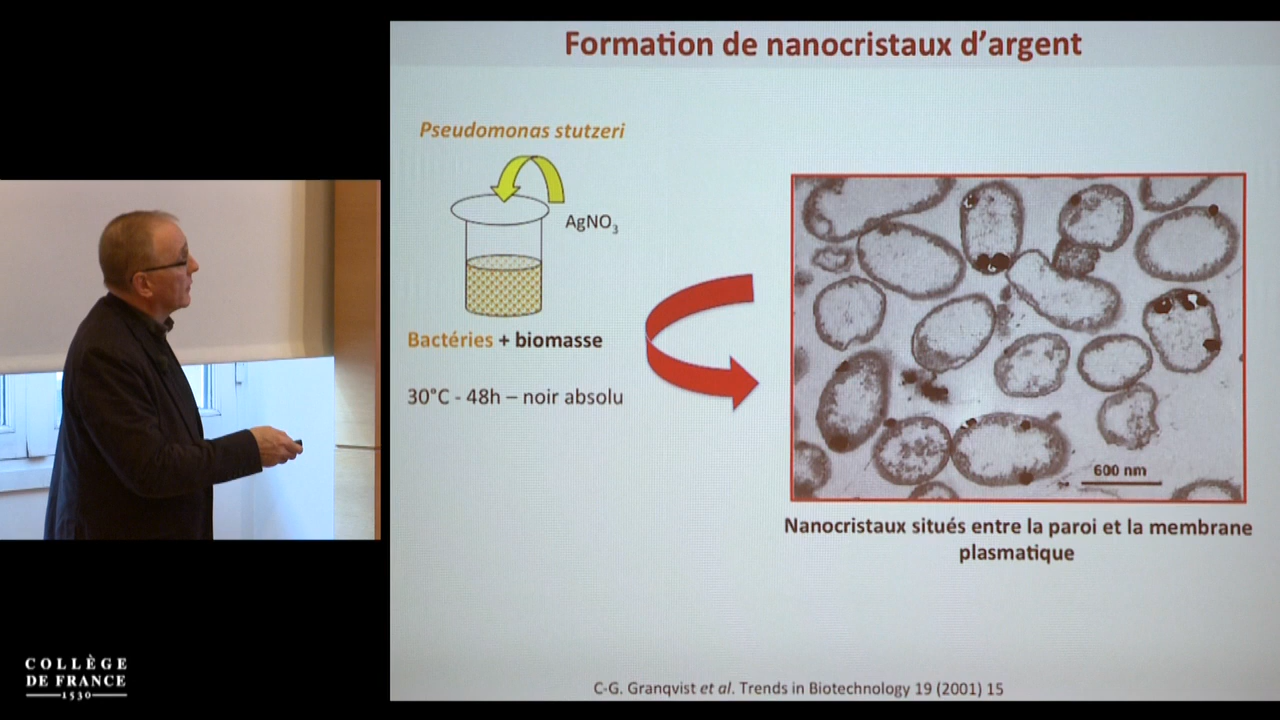 Formation de nanocristaux d'argent
Pseudomonas stutzeri
AgNO₃
Bactéries + biomasse
30°C - 48h – noir absolu
600 nm
Nanocristaux situés entre la paroi et la membrane
plasmatique
C-G. Granqvist et al. Trends in Biotechnology 19 (2001) 15
COLLÈGE
DE FRANCE
1530